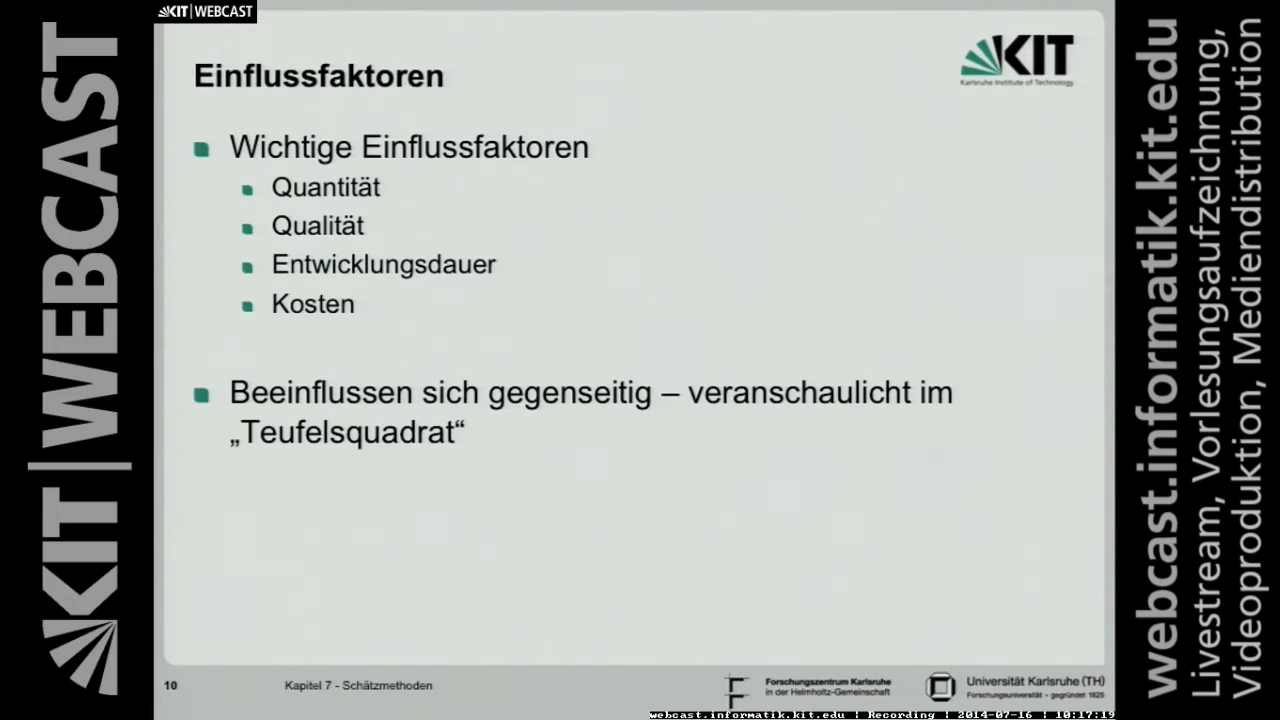 KIT | WEBCAST
KIT | WEBCAST
KIT
Karlsruhe Institute of Technology
Einflussfaktoren
Wichtige Einflussfaktoren
Quantität
Qualität
Entwicklungsdauer
Kosten
Beeinflussen sich gegenseitig – veranschaulicht im
„Teufelsquadrat“
10
Kapitel 7 - Schätzmethoden
Forschungszentrum Karlsruhe
in der Helmholtz-Gemeinschaft
Universität Karlsruhe (TH)
Forschungsuniversität - gegründet 1825
webcast.informatik.kit.edu | Recording | 2014-07-16 | 10:17:19
webcast.informatik.kit.edu
Livestream, Vorlesungsaufzeichnung,
Videoproduktion, Mediendistribution